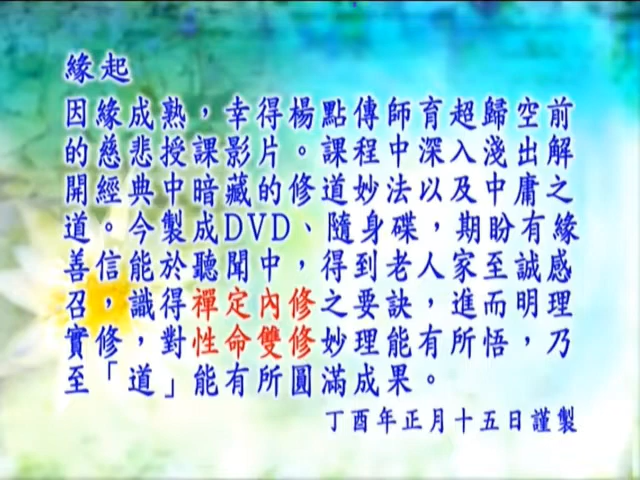 緣起
因緣成熟，幸得楊點傳師育超歸空前
的慈悲授課影片。課程中深入淺出解
開經典中暗藏的修道妙法以及中庸之
道。今製成DVD、隨身碟，期盼有緣
善信能於聽聞中，得到老人家至誠感
召，識得禪定內修之要訣，進而明理
實修，對性命雙修妙理能有所悟，乃
至「道」能有所圓滿成果。
丁酉年正月十五日謹製